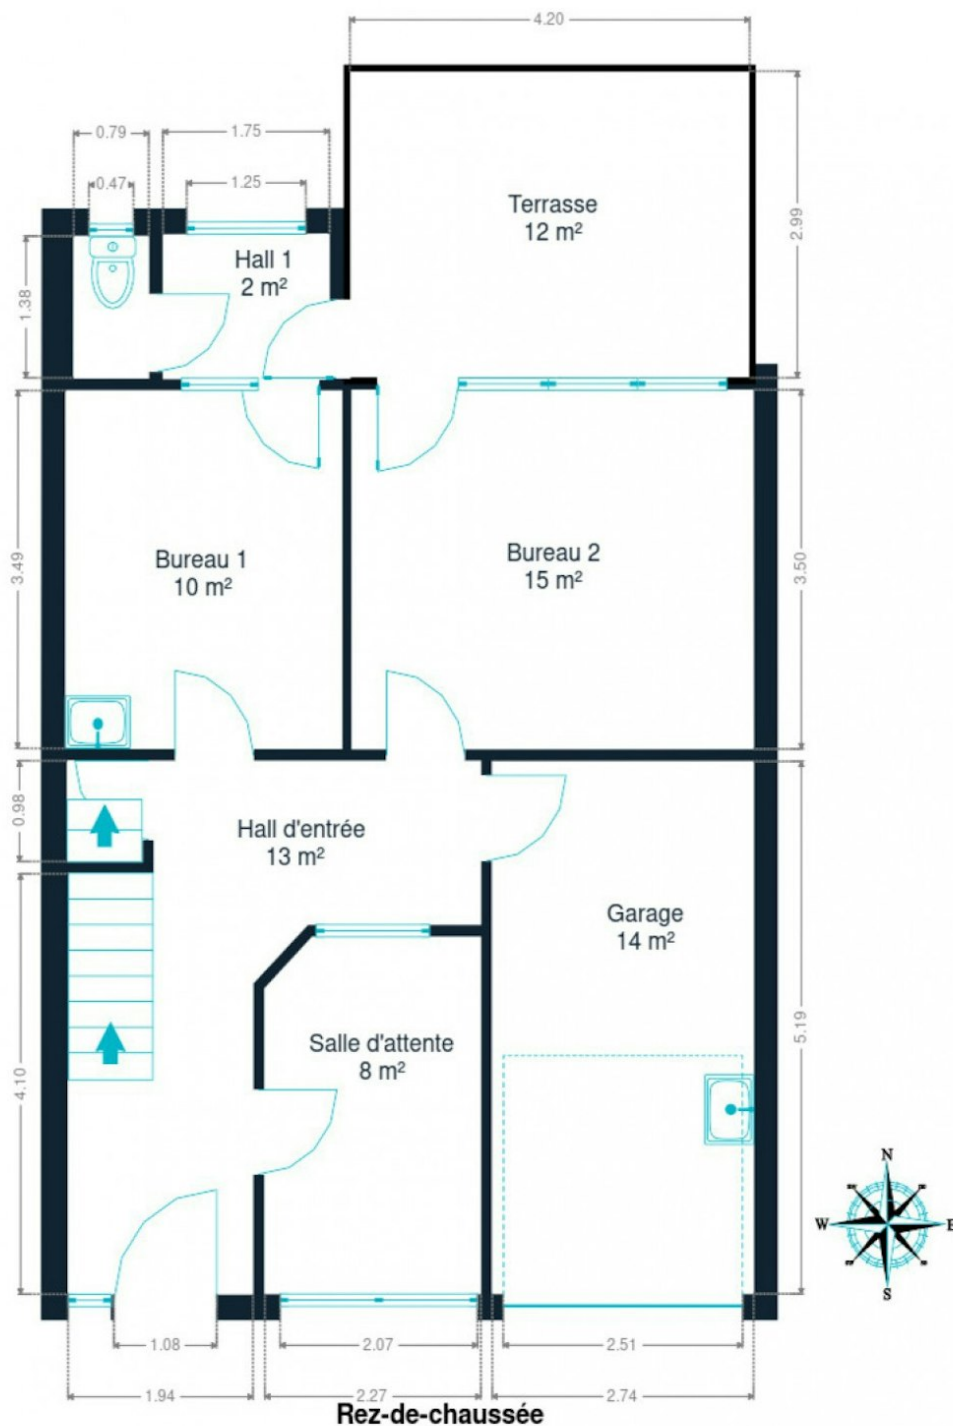 4.20
0.79
1.75
0.47
1.25
Terrasse
12 m²
2.99
Hall 1
2 m²
1.38
3.49
Bureau 1
10 m²
Bureau 2
15 m²
3.50
0.98
Hall d'entrée
13 m²
Garage
14 m²
4.10
Salle d'attente
8 m²
5.19
N
W
E
S
1.08
2.07
2.51
1.94
2.27
2.74
Rez-de-chaussée